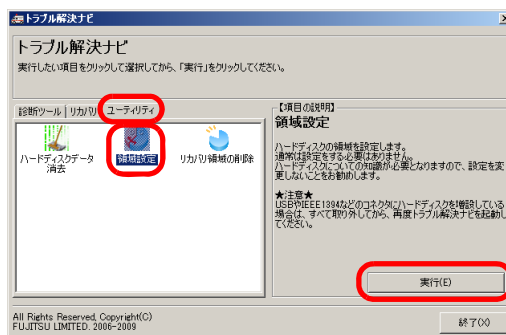 トラブル解決ナビ
トラブル解決ナビ
実行したい項目をクリックして選択してから、「実行」をクリックしてください。
診断ツール
リカバリ
ユーティリティ
ハードディスクデータ
消去
領域設定
リカバリ領域の削除
【項目の説明】
領域設定
ハードディスクの領域を設定します。
通常は設定をする必要はありません。
ハードディスクについての知識が必要となりますので、設定を変
更しないことをお勧めします。
★注意★
USBやIEEE1394などのコネクタにハードディスクを増設している
場合は、すべて取り外してから、再度トラブル解決ナビを起動し
てください。
実行(E)
All Rights Reserved, Copyright(C)
FUJITSU LIMITED. 2006-2009
終了(X)